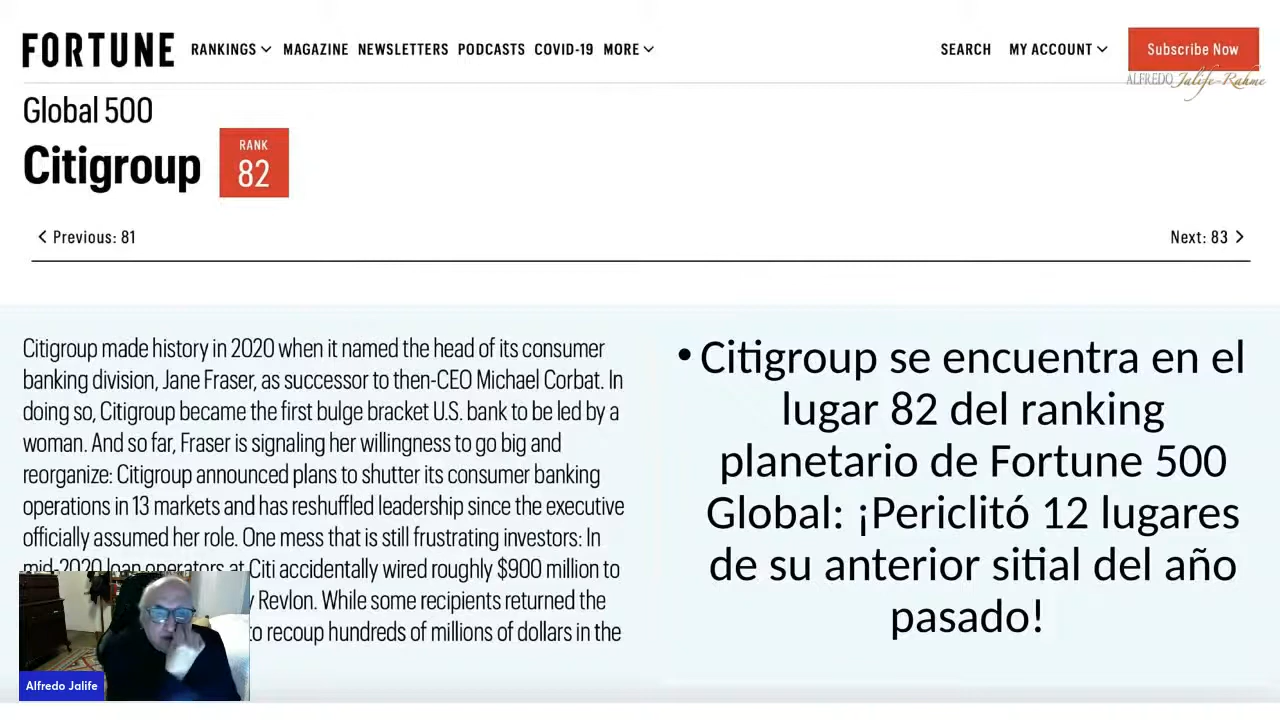 FORTUNE RANKINGS MAGAZINE NEWSLETTERS PODCASTS COVID-19 MORE SEARCH MY ACCOUNT Subscribe Now
ALFREDO Jalife-Rahme
Global 500
Citigroup
RANK
82
Previous: 81
Next: 83
Citigroup made history in 2020 when it named the head of its consumer
banking division, Jane Fraser, as successor to then-CEO Michael Corbat. In
doing so, Citigroup became the first bulge bracket U.S. bank to be led by a
woman. And so far, Fraser is signaling her willingness to go big and
reorganize: Citigroup announced plans to shutter its consumer banking
operations in 13 markets and has reshuffled leadership since the executive
officially assumed her role. One mess that is still frustrating investors: In
mid-2020 loan operators at Citi accidentally wired roughly $900 million to
Revlon. While some recipients returned the
to recoup hundreds of millions of dollars in the
• Citigroup se encuentra en el
lugar 82 del ranking
planetario de Fortune 500
Global: ¡Periclitó 12 lugares
de su anterior sitial del año
pasado!
Alfredo Jalife